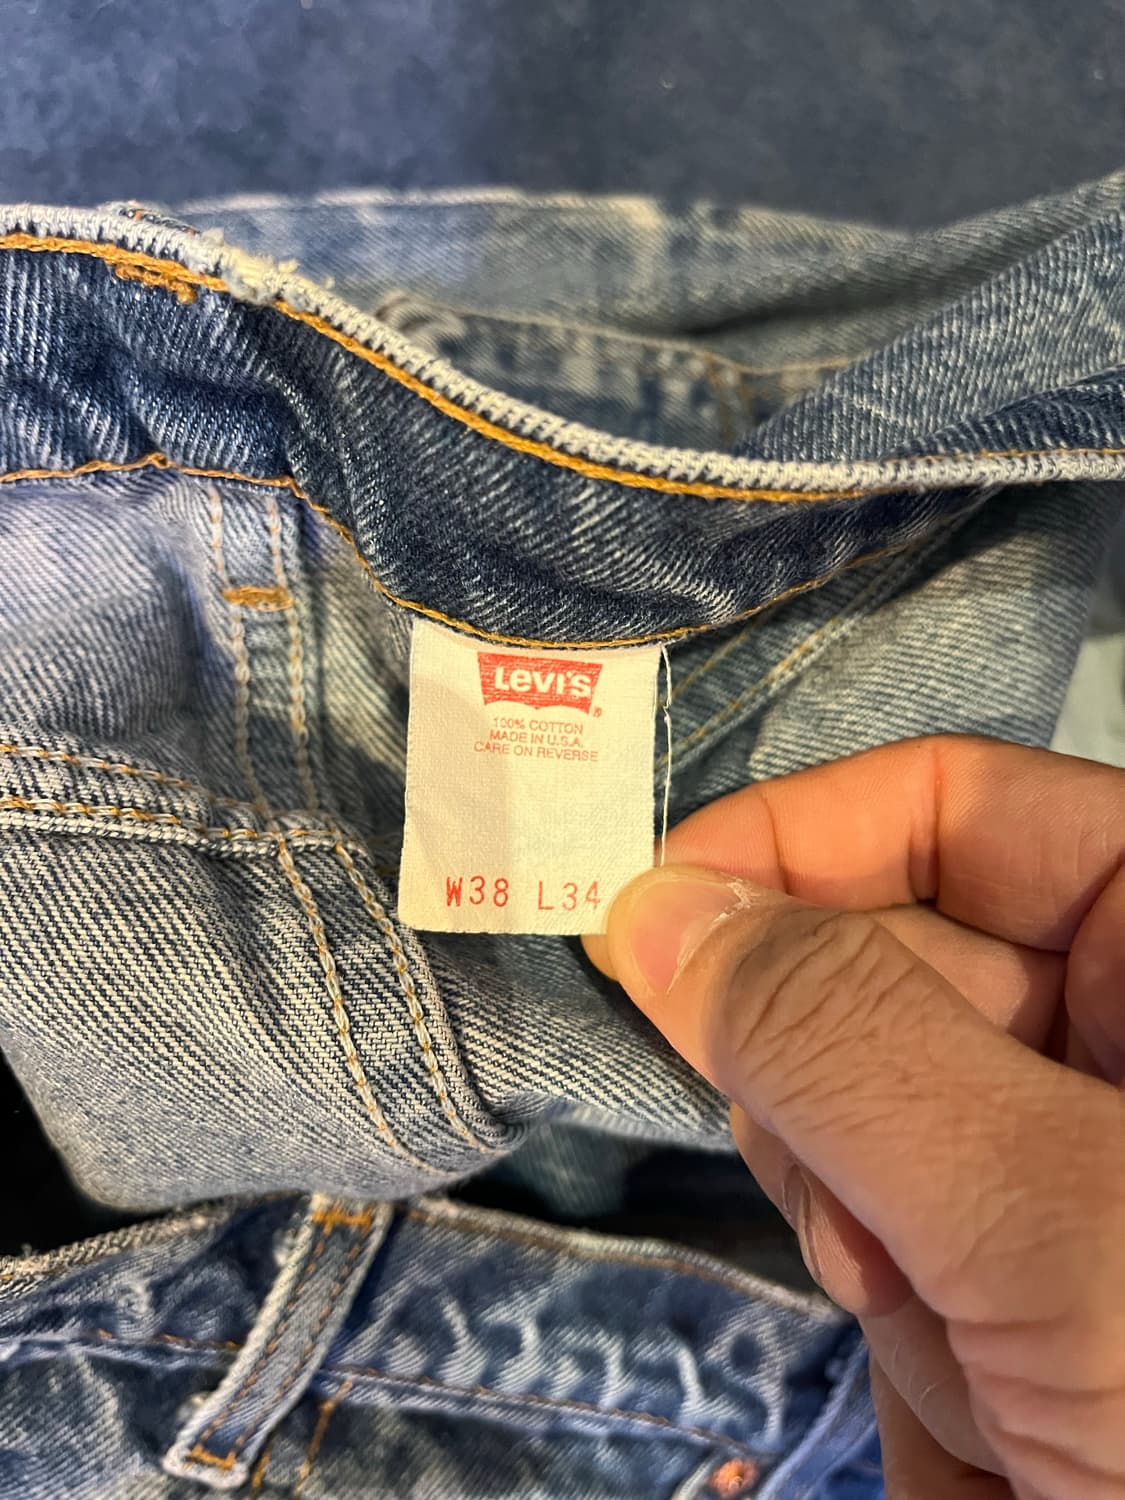 LEVI'S
®
100% COTTON
MADE IN U.S.A.
CARE ON REVERSE
W38 L34